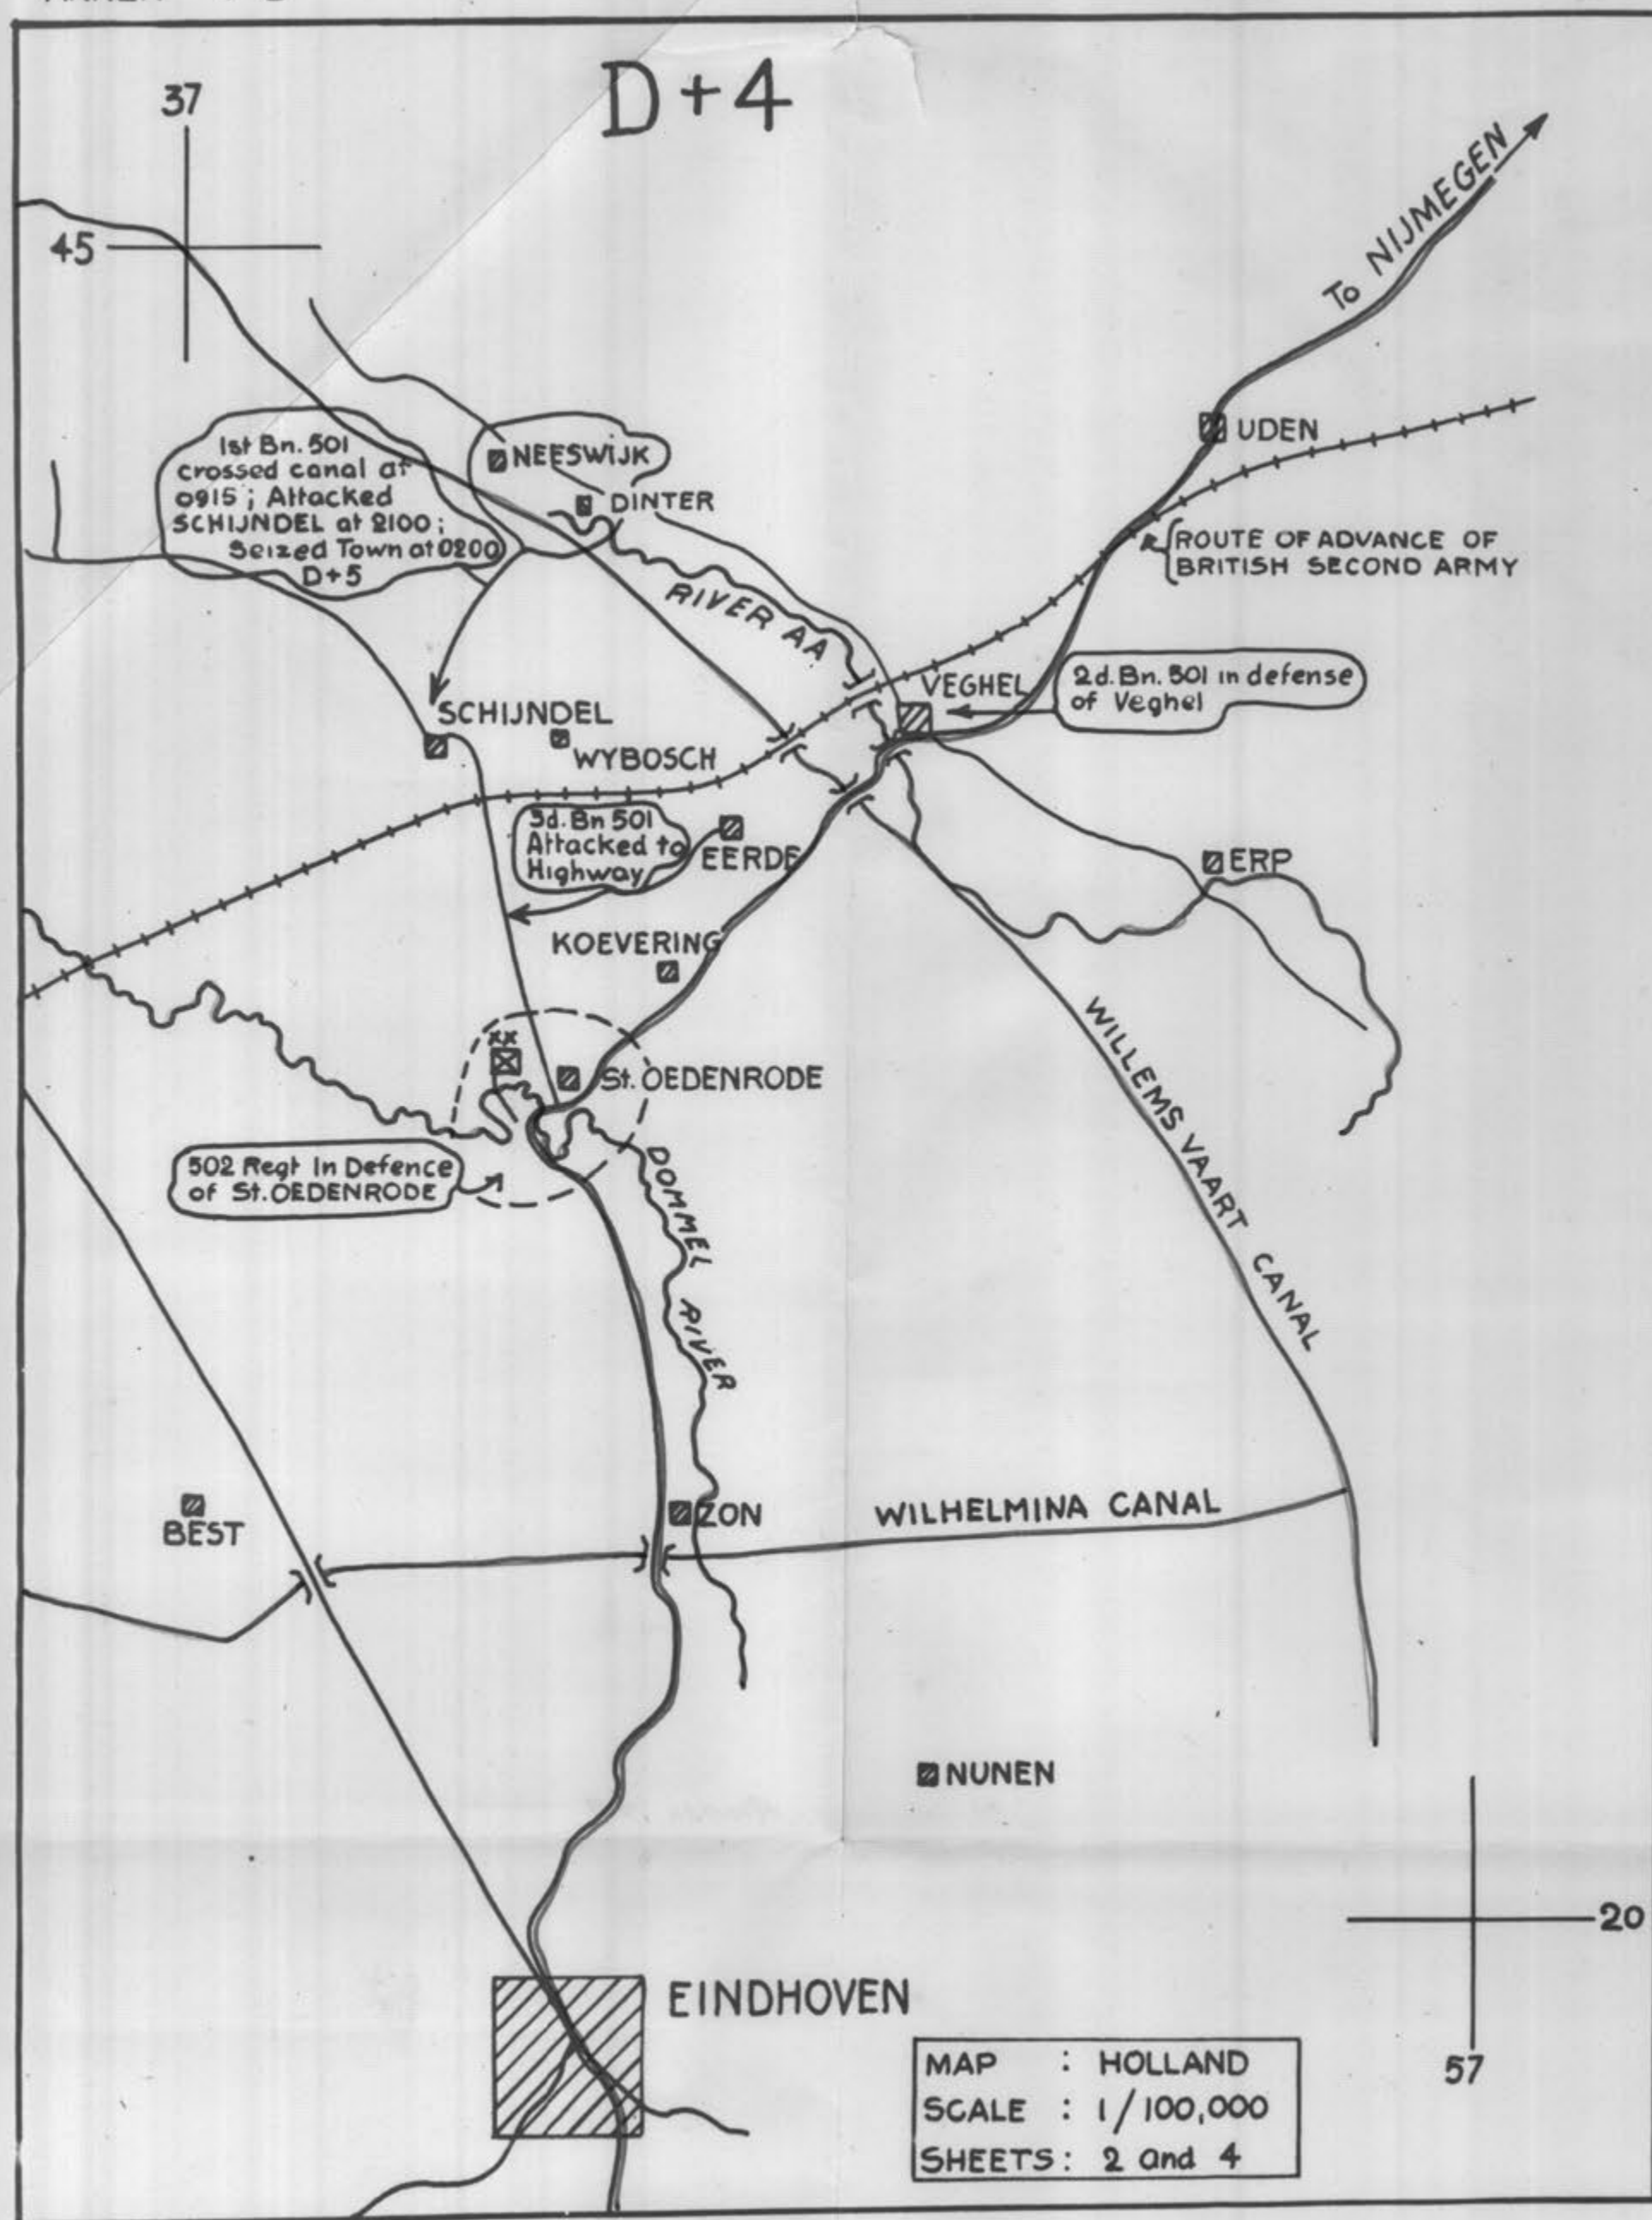 D+4
37
45
To NIJMEGEN
1st Bn. 501
crossed canal at
0915; Attacked
SCHIJNDEL at 2100;
Seized Town at 0200
D+5
NEESWIJK
DINTER
UDEN
ROUTE OF ADVANCE OF
BRITISH SECOND ARMY
RIVER AA
VEGHEL
2d. Bn. 501 in defense
of Veghel
SCHIJNDEL
WYBOSCH
3d. Bn 501
Attacked to
Highway
EERDE
ERP
KOEVERING
XX
St. OEDENRODE
502 Regt In Defence
of St. OEDENRODE
DOMMEL RIVER
WILLEMS VAART CANAL
BEST
ZON
WILHELMINA CANAL
NUNEN
20
57
EINDHOVEN
MAP : HOLLAND
SCALE : 1/100,000
SHEETS : 2 and 4